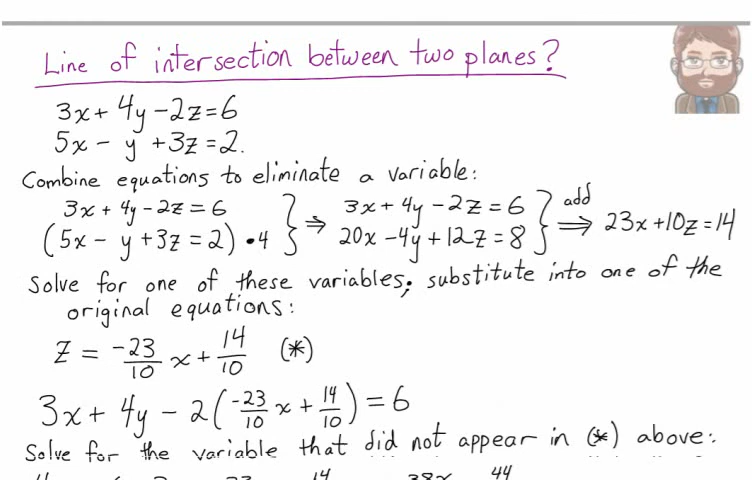 Line of intersection between two planes?
3x + 4y - 2z = 6
5x - y + 3z = 2.
Combine equations to eliminate a variable:
3x + 4y - 2z = 6 } ⇒ 3x + 4y - 2z = 6 } add ⇒ 23x + 10z = 14
(5x - y + 3z = 2) • 4 20x - 4y + 12z = 8
Solve for one of these variables; substitute into one of the
original equations:
z = -23/10 x + 14/10 (*)
3x + 4y - 2(-23/10 x + 14/10) = 6
Solve for the variable that did not appear in (*) above: